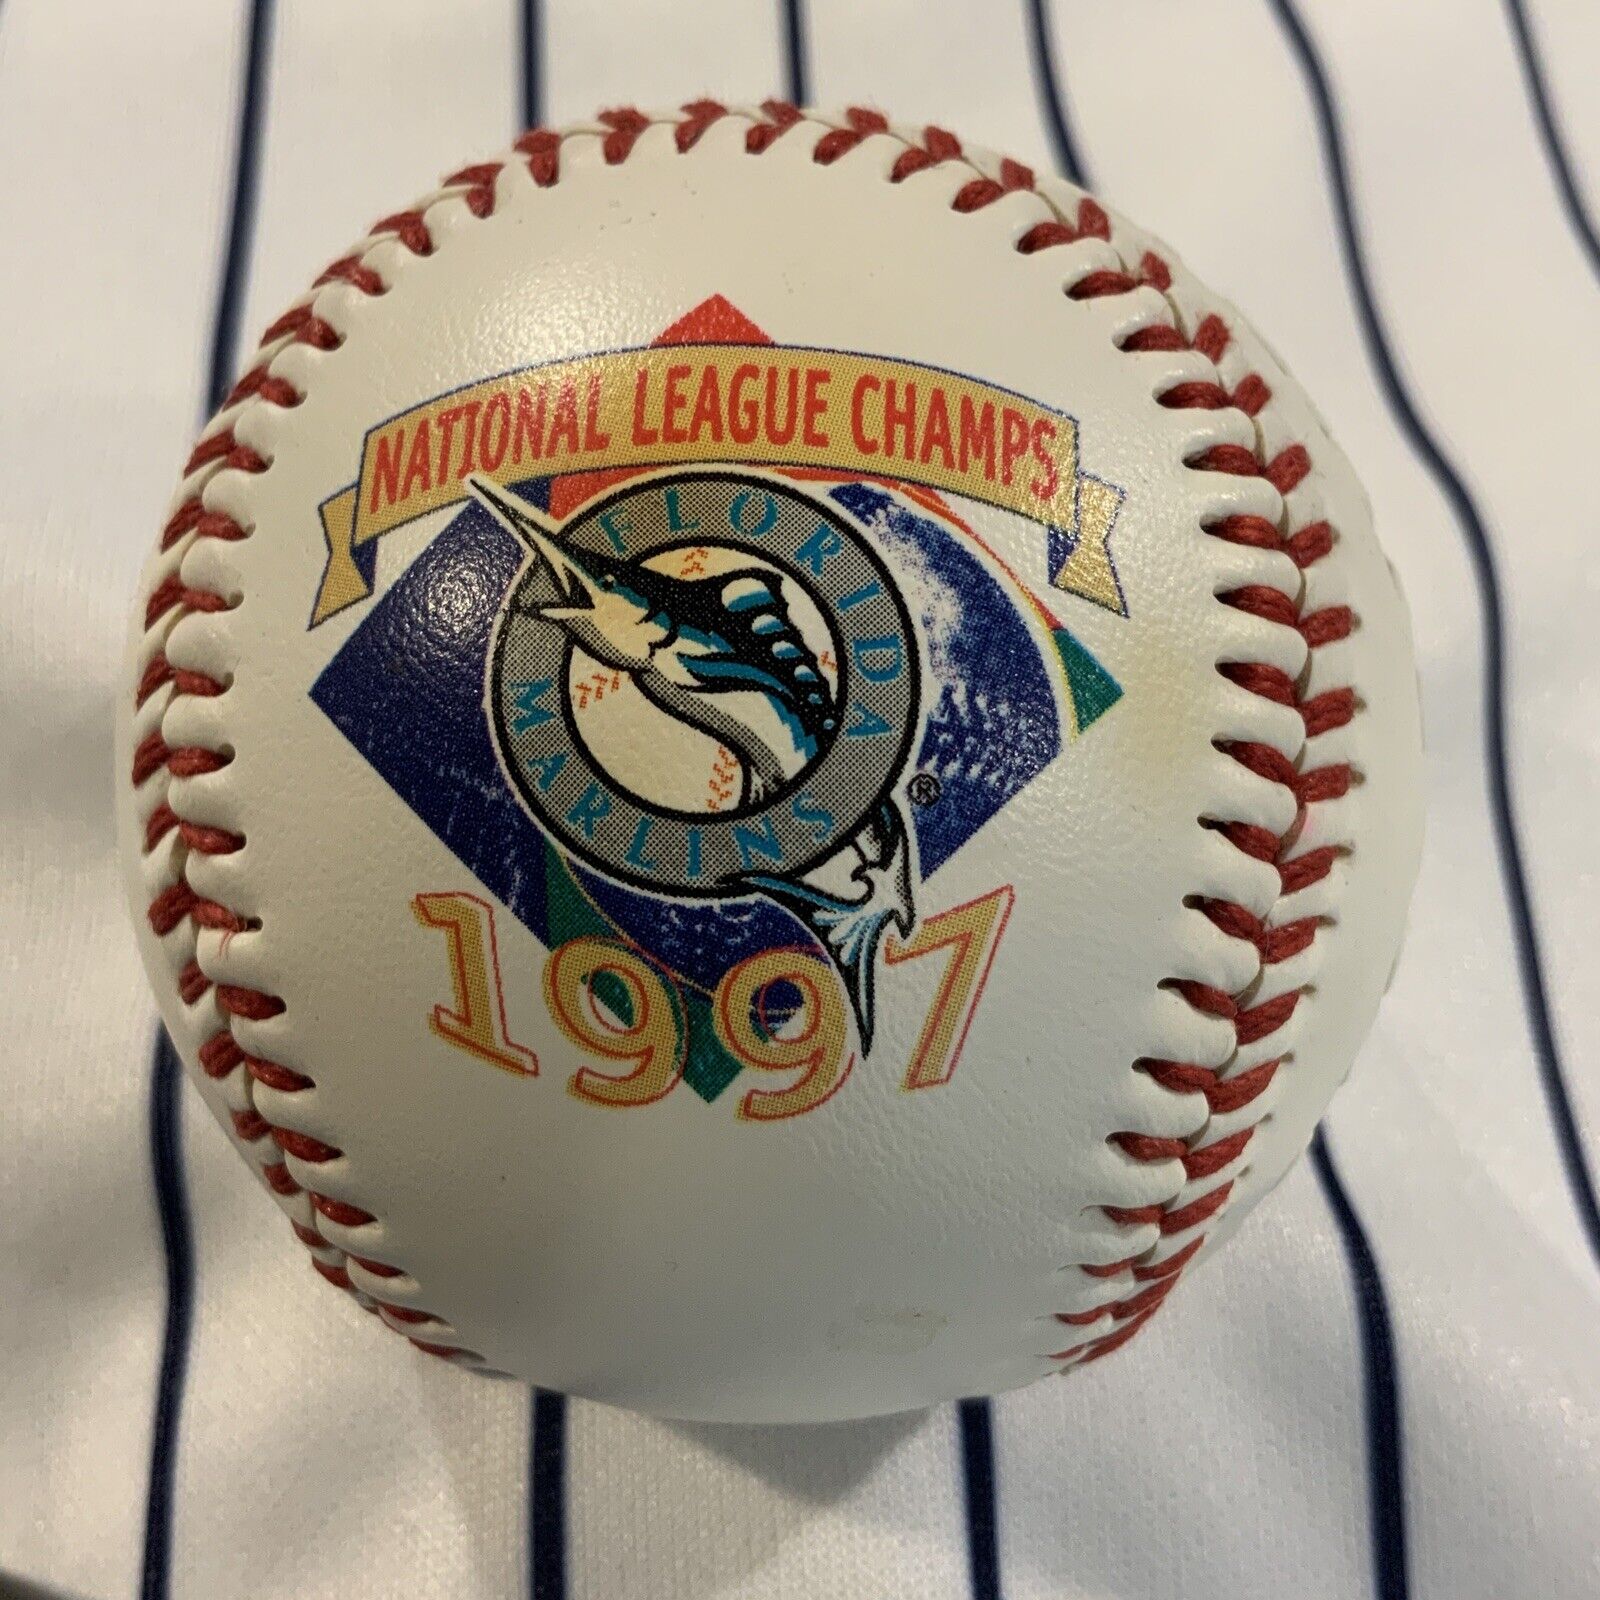 NATIONAL LEAGUE CHAMPS
FLORIDA
MARLINS
®
1997